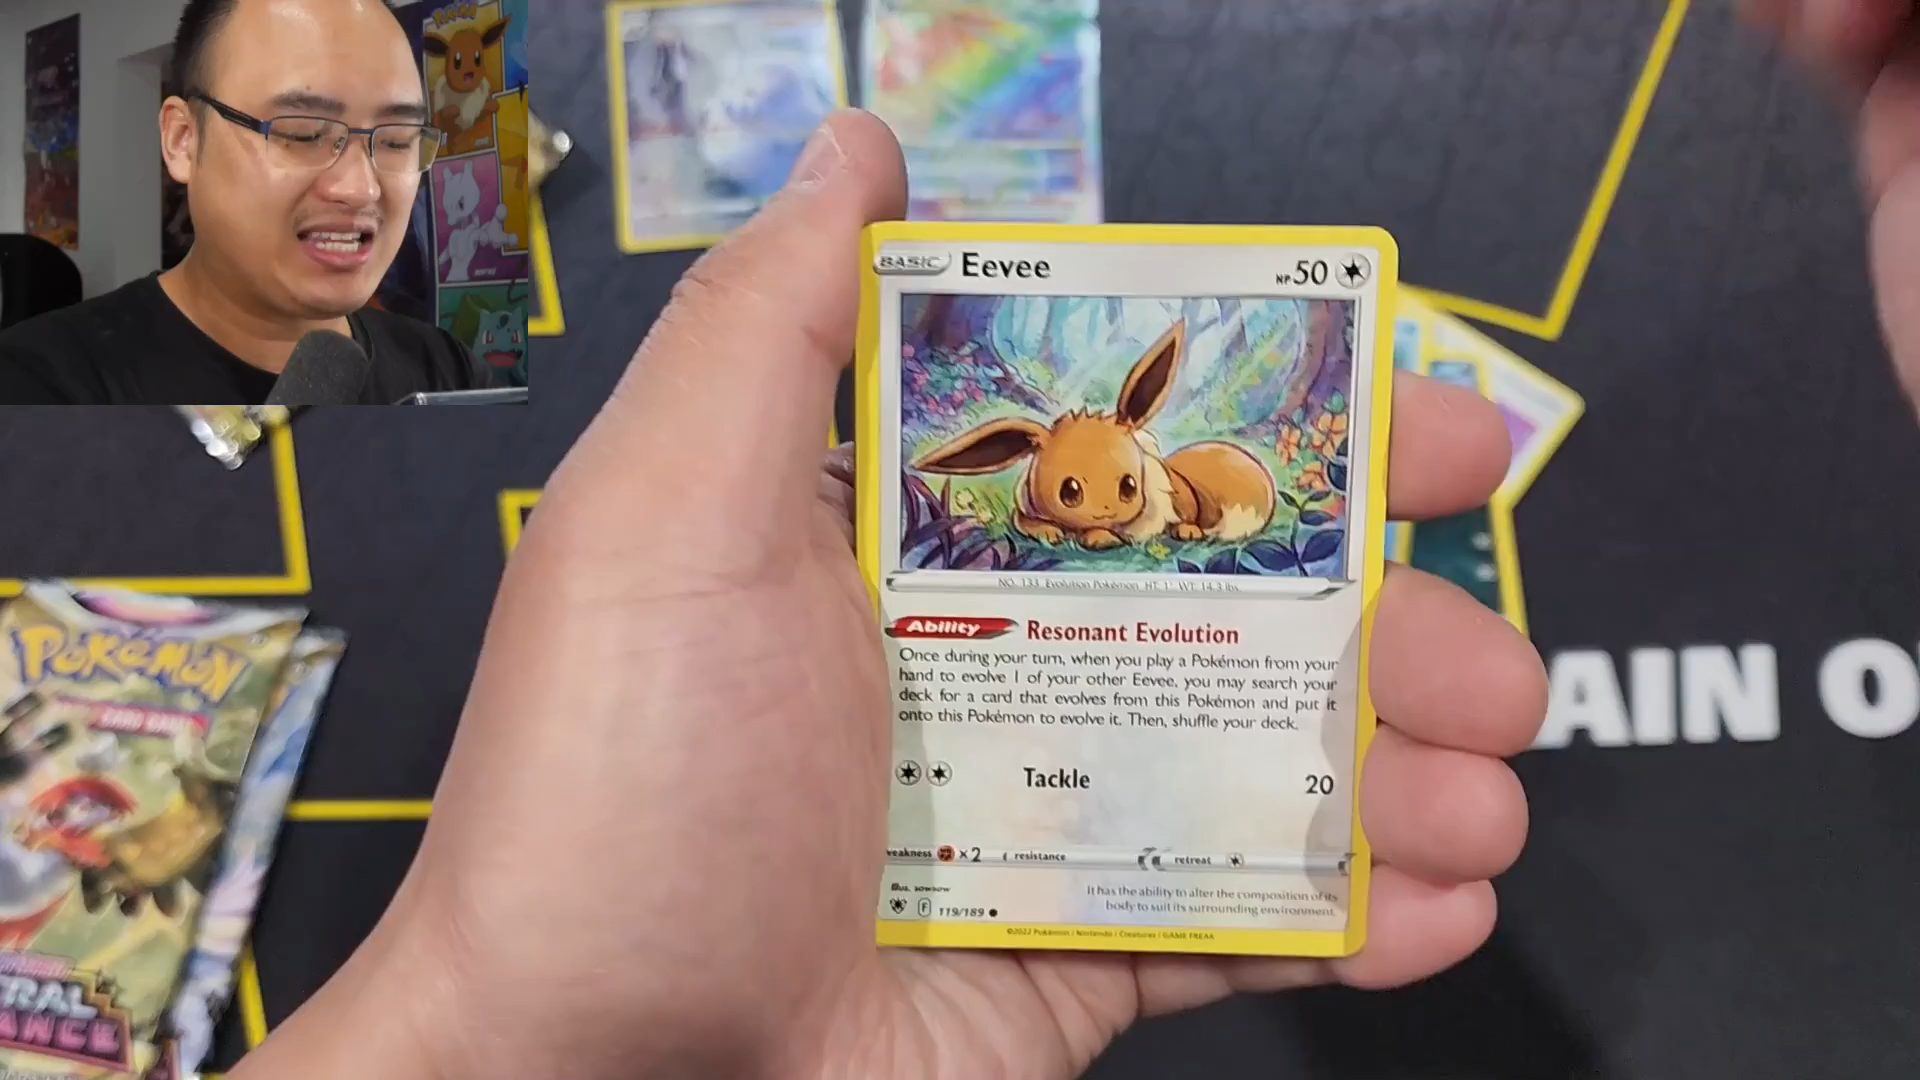 BASIC Eevee HP 50
NO. 133 Evolution Pokémon HT: 1' WT: 14.3 lbs.
Ability Resonant Evolution
Once during your turn, when you play a Pokémon from your
hand to evolve 1 of your other Eevee, you may search your
deck for a card that evolves from this Pokémon and put it
onto this Pokémon to evolve it. Then, shuffle your deck.
Tackle 20
weakness ×2 resistance retreat
Illus. sowsow
It has the ability to alter the composition of its
body to suit its surrounding environment.
F 119/189
©2022 Pokémon / Nintendo / Creatures / GAME FREAK
POKéMON
CARD GAME
RAL
ANCE
AIN O